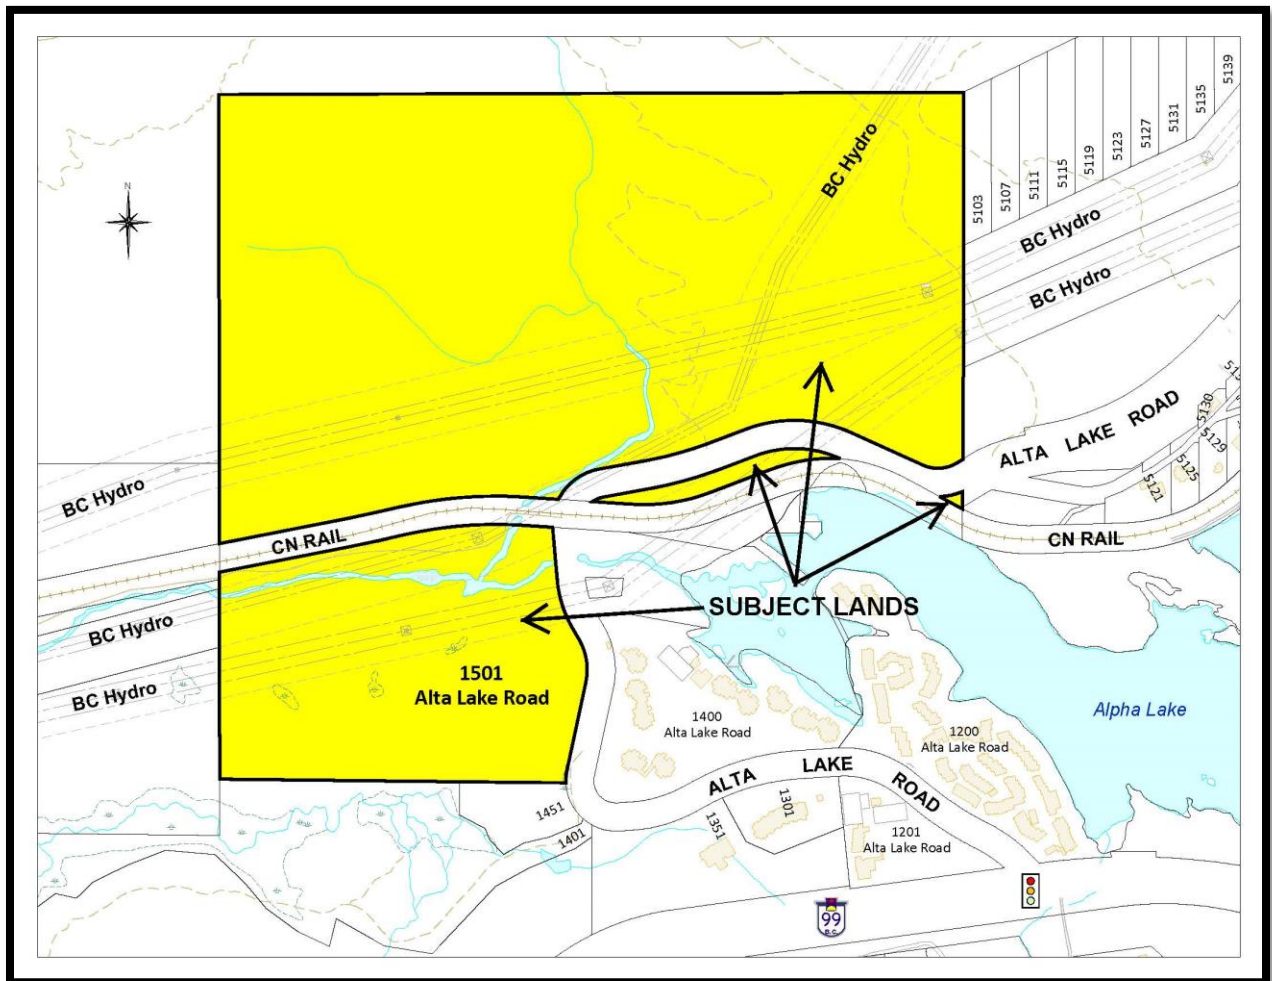 5139
5135
5131
5127
5123
5119
5115
5111
5107
5103
BC Hydro
N
BC Hydro
BC Hydro
ALTA LAKE ROAD
5130
5129
5125
5121
BC Hydro
CN RAIL
CN RAIL
SUBJECT LANDS
BC Hydro
BC Hydro
1501
Alta Lake Road
Alpha Lake
1400
Alta Lake Road
1200
Alta Lake Road
ALTA LAKE ROAD
1451
1401
1351
1301
1201
Alta Lake Road
99
B.C.